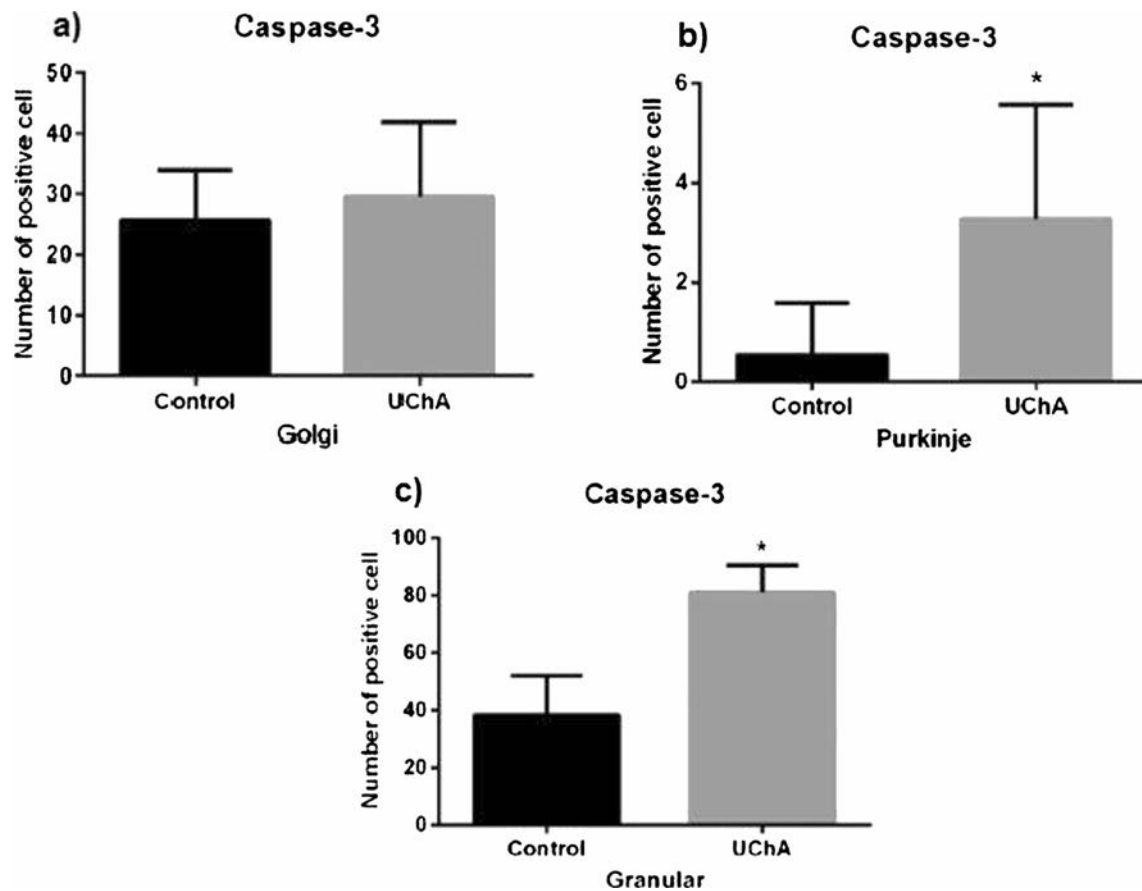 a)
Caspase-3
Number of positive cell
50
40
30
20
10
0
Control UChA
Golgi
b)
Caspase-3
Number of positive cell
6
4
2
0
*
Control UChA
Purkinje
c)
Caspase-3
Number of positive cell
100
80
60
40
20
0
*
Control UChA
Granular